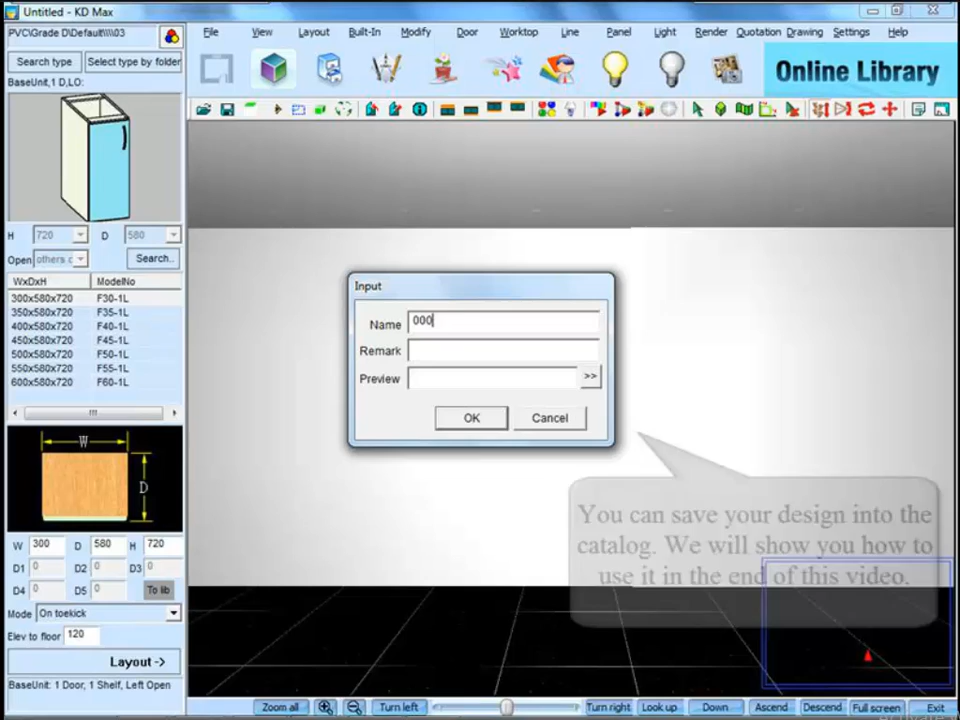 Untitled - KD Max
PVC\Grade D\Default\\\\03
File View Layout Built-In Modify Door Worktop Line Panel Light Render Quotation Drawing Settings Help
Search type Select type by folder
BaseUnit,1 D,LO:
Online Library
H 720 D 580
Open others c Search..
WxDxH ModelNo
300x580x720 F30-1L
350x580x720 F35-1L
400x580x720 F40-1L
450x580x720 F45-1L
500x580x720 F50-1L
550x580x720 F55-1L
600x580x720 F60-1L
Input
Name 000
Remark
Preview >>
OK Cancel
You can save your design into the
catalog. We will show you how to
use it in the end of this video.
W
D
W 300 D 580 H 720
D1 0 D2 0 D3 0
D4 0 D5 0 To lib
Mode On toekick
Elev to floor 120
Layout ->
BaseUnit: 1 Door, 1 Shelf, Left Open
Zoom all Turn left Turn right Look up Down Ascend Descend Full screen Exit